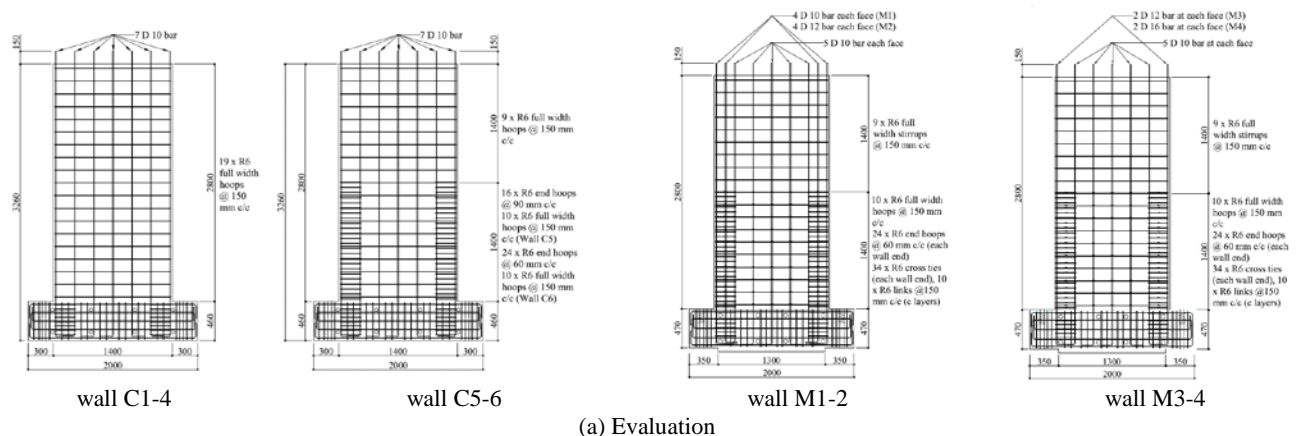 7 D 10 bar
150
3260
2800
19 x R6
full width
hoops
@ 150
mm c/c
460
300
1400
300
2000
wall C1-4
7 D 10 bar
150
3260
2800
1400
9 x R6 full width
hoops @ 150 mm
c/c
1400
16 x R6 end hoops
@ 90 mm c/c
10 x R6 full width
hoops @ 150 mm
c/c (Wall C5)
24 x R6 end hoops
@ 60 mm c/c
10 x R6 full width
hoops @ 150 mm
c/c (Wall C6)
460
460
300
1400
300
2000
wall C5-6
4 D 10 bar each face (M1)
4 D 12 bar each face (M2)
5 D 10 bar each face
150
2800
1400
9 x R6 full
width stirrups
@ 150 mm c/c
1400
10 x R6 full width
hoops @ 150 mm
c/c
24 x R6 end hoops
@ 60 mm c/c (each
wall end)
34 x R6 cross ties
(each wall end), 10
x R6 links @150
mm c/c (c layers)
470
470
350
1300
350
2000
wall M1-2
2 D 12 bar at each face (M3)
2 D 16 bar at each face (M4)
5 D 10 bar at each face
150
2800
1400
9 x R6 full
width stirrups
@ 150 mm c/c
1400
10 x R6 full width
hoops @ 150 mm
c/c
24 x R6 end hoops
@ 60 mm c/c (each
wall end)
34 x R6 cross ties
(each wall end), 10
x R6 links @150
mm c/c (c layers)
470
470
350
1300
350
2000
wall M3-4
(a) Evaluation